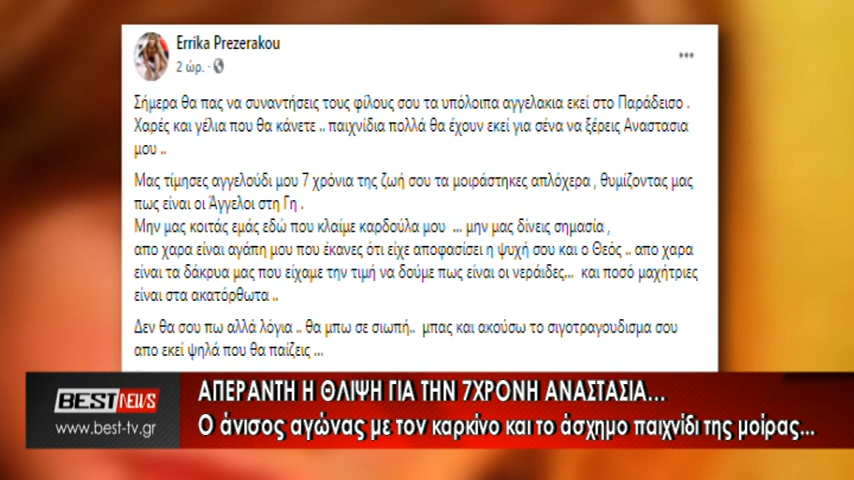 Errika Prezerakou
2 ώρ. ·
Σήμερα θα πας να συναντήσεις τους φίλους σου τα υπόλοιπα αγγελακια εκεί στο Παράδεισο .
Χαρές και γέλια που θα κάνετε .. παιχνίδια πολλά θα έχουν εκεί για σένα να ξέρεις Αναστασια
μου ..
Μας τίμησες αγγελούδι μου 7 χρόνια της ζωή σου τα μοιράστηκες απλόχερα , θυμίζοντας μας
πως είναι οι Άγγελοι στη Γη .
Μην μας κοιτάς εμάς εδώ που κλαίμε καρδούλα μου ... μην μας δίνεις σημασία ,
απο χαρα είναι αγάπη μου που έκανες ότι είχε αποφασίσει η ψυχή σου και ο Θεός .. απο χαρα
είναι τα δάκρυα μας που είχαμε την τιμή να δούμε πως είναι οι νεράιδες... και ποσό μαχήτριες
είναι στα ακατόρθωτα ..
Δεν θα σου πω αλλά λόγια .. θα μπω σε σιωπή.. μπας και ακούσω το σιγοτραγουδισμα σου
απο εκεί ψηλά που θα παίζεις ...
BEST NEWS
www.best-tv.gr
ΑΠΕΡΑΝΤΗ Η ΘΛΙΨΗ ΓΙΑ ΤΗΝ 7ΧΡΟΝΗ ΑΝΑΣΤΑΣΙΑ...
Ο άνισος αγώνας με τον καρκίνο και το άσχημο παιχνίδι της μοίρας...